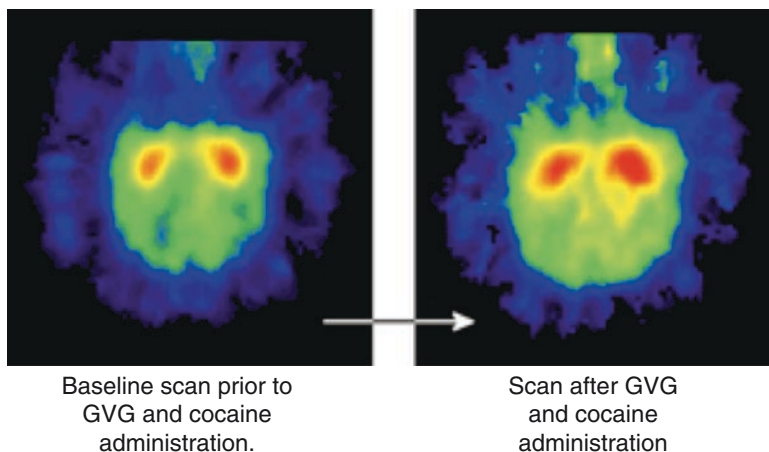 Baseline scan prior to
GVG and cocaine
administration.
Scan after GVG
and cocaine
administration